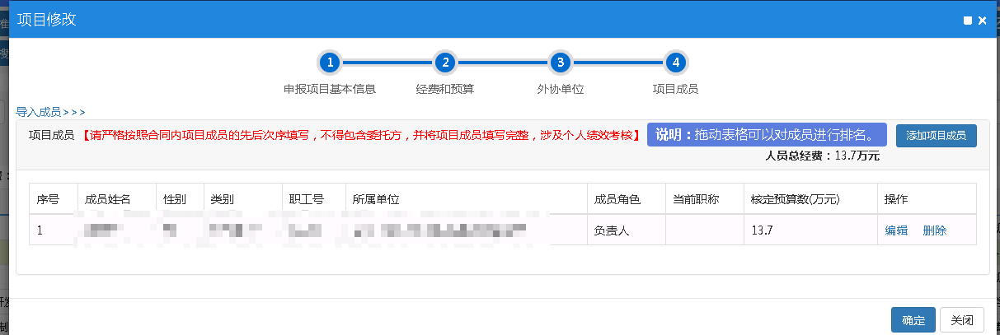 项目修改
1 2 3 4
申报项目基本信息 经费和预算 外协单位 项目成员
导入成员>>>
项目成员 【请严格按照合同内项目成员的先后次序填写，不得包含委托方，并将项目成员填写完整，涉及个人绩效考核】 说明：拖动表格可以对成员进行排名。 添加项目成员
人员总经费：13.7万元
序号 成员姓名 性别 类别 职工号 所属单位 成员角色 当前职称 核定预算数(万元) 操作
1 负责人 13.7 编辑 删除
确定 关闭